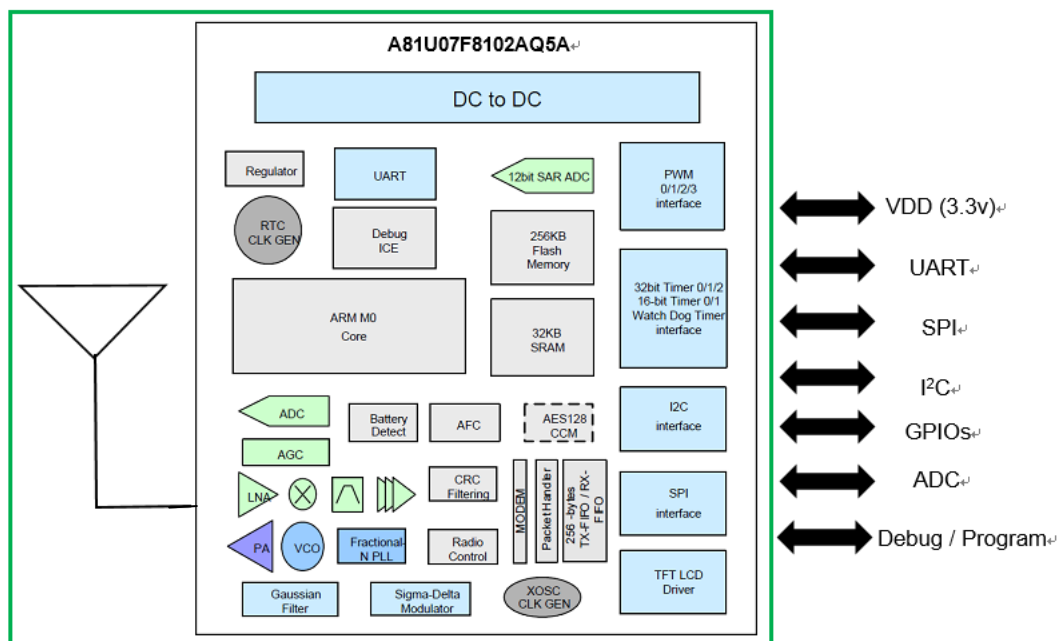 A81U07F8102AQ5A↵
DC to DC
Regulator
UART
12bit SAR ADC
PWM
0/1/2/3
interface
RTC
CLK GEN
Debug
ICE
256KB
Flash
Memory
32bit Timer 0/1/2
16-bit Timer 0/1
Watch Dog Timer
interface
ARM M0
Core
32KB
SRAM
ADC
Battery
Detect
AFC
AES128
CCM
I2C
interface
AGC
LNA
CRC
Filtering
MODEM
Packet Handler
256 -bytes
TX-FIFO / RX-
FIFO
SPI
interface
PA
VCO
Fractional-
N PLL
Radio
Control
Gaussian
Filter
Sigma-Delta
Modulator
XOSC
CLK GEN
TFT LCD
Driver
VDD (3.3v)↵
UART↵
SPI↵
I²C↵
GPIOs↵
ADC↵
Debug / Program↵